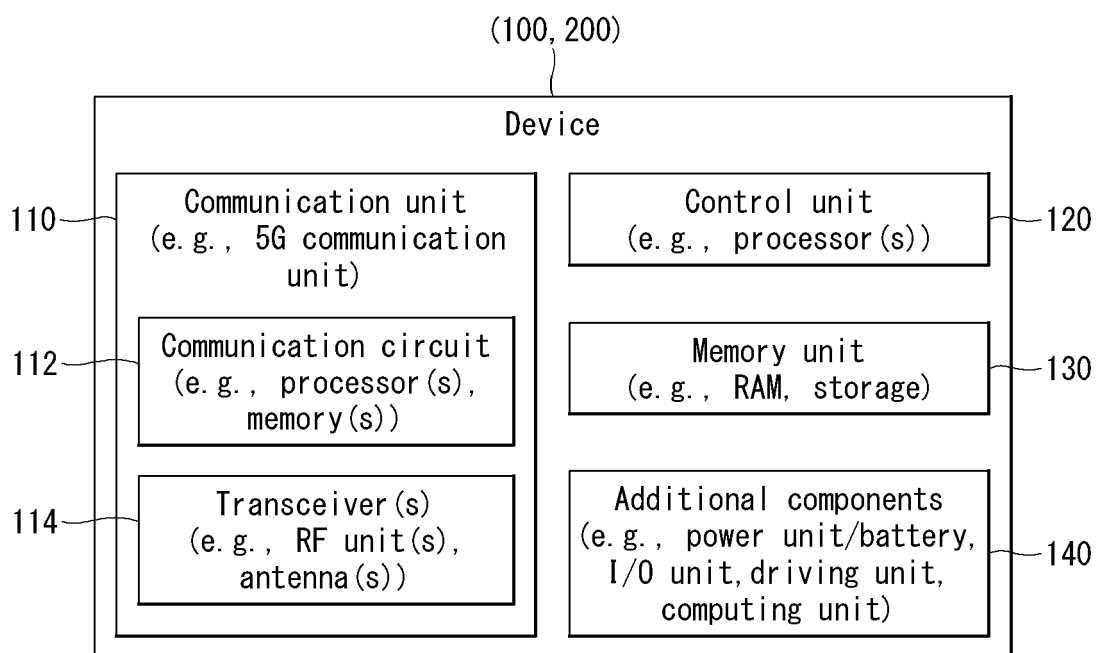 (100, 200)
Device
110
Communication unit
(e.g., 5G communication
unit)
112
Communication circuit
(e.g., processor(s),
memory(s))
114
Transceiver(s)
(e.g., RF unit(s),
antenna(s))
Control unit
(e.g., processor(s))
120
Memory unit
(e.g., RAM, storage)
130
Additional components
(e.g., power unit/battery,
I/O unit, driving unit,
computing unit)
140